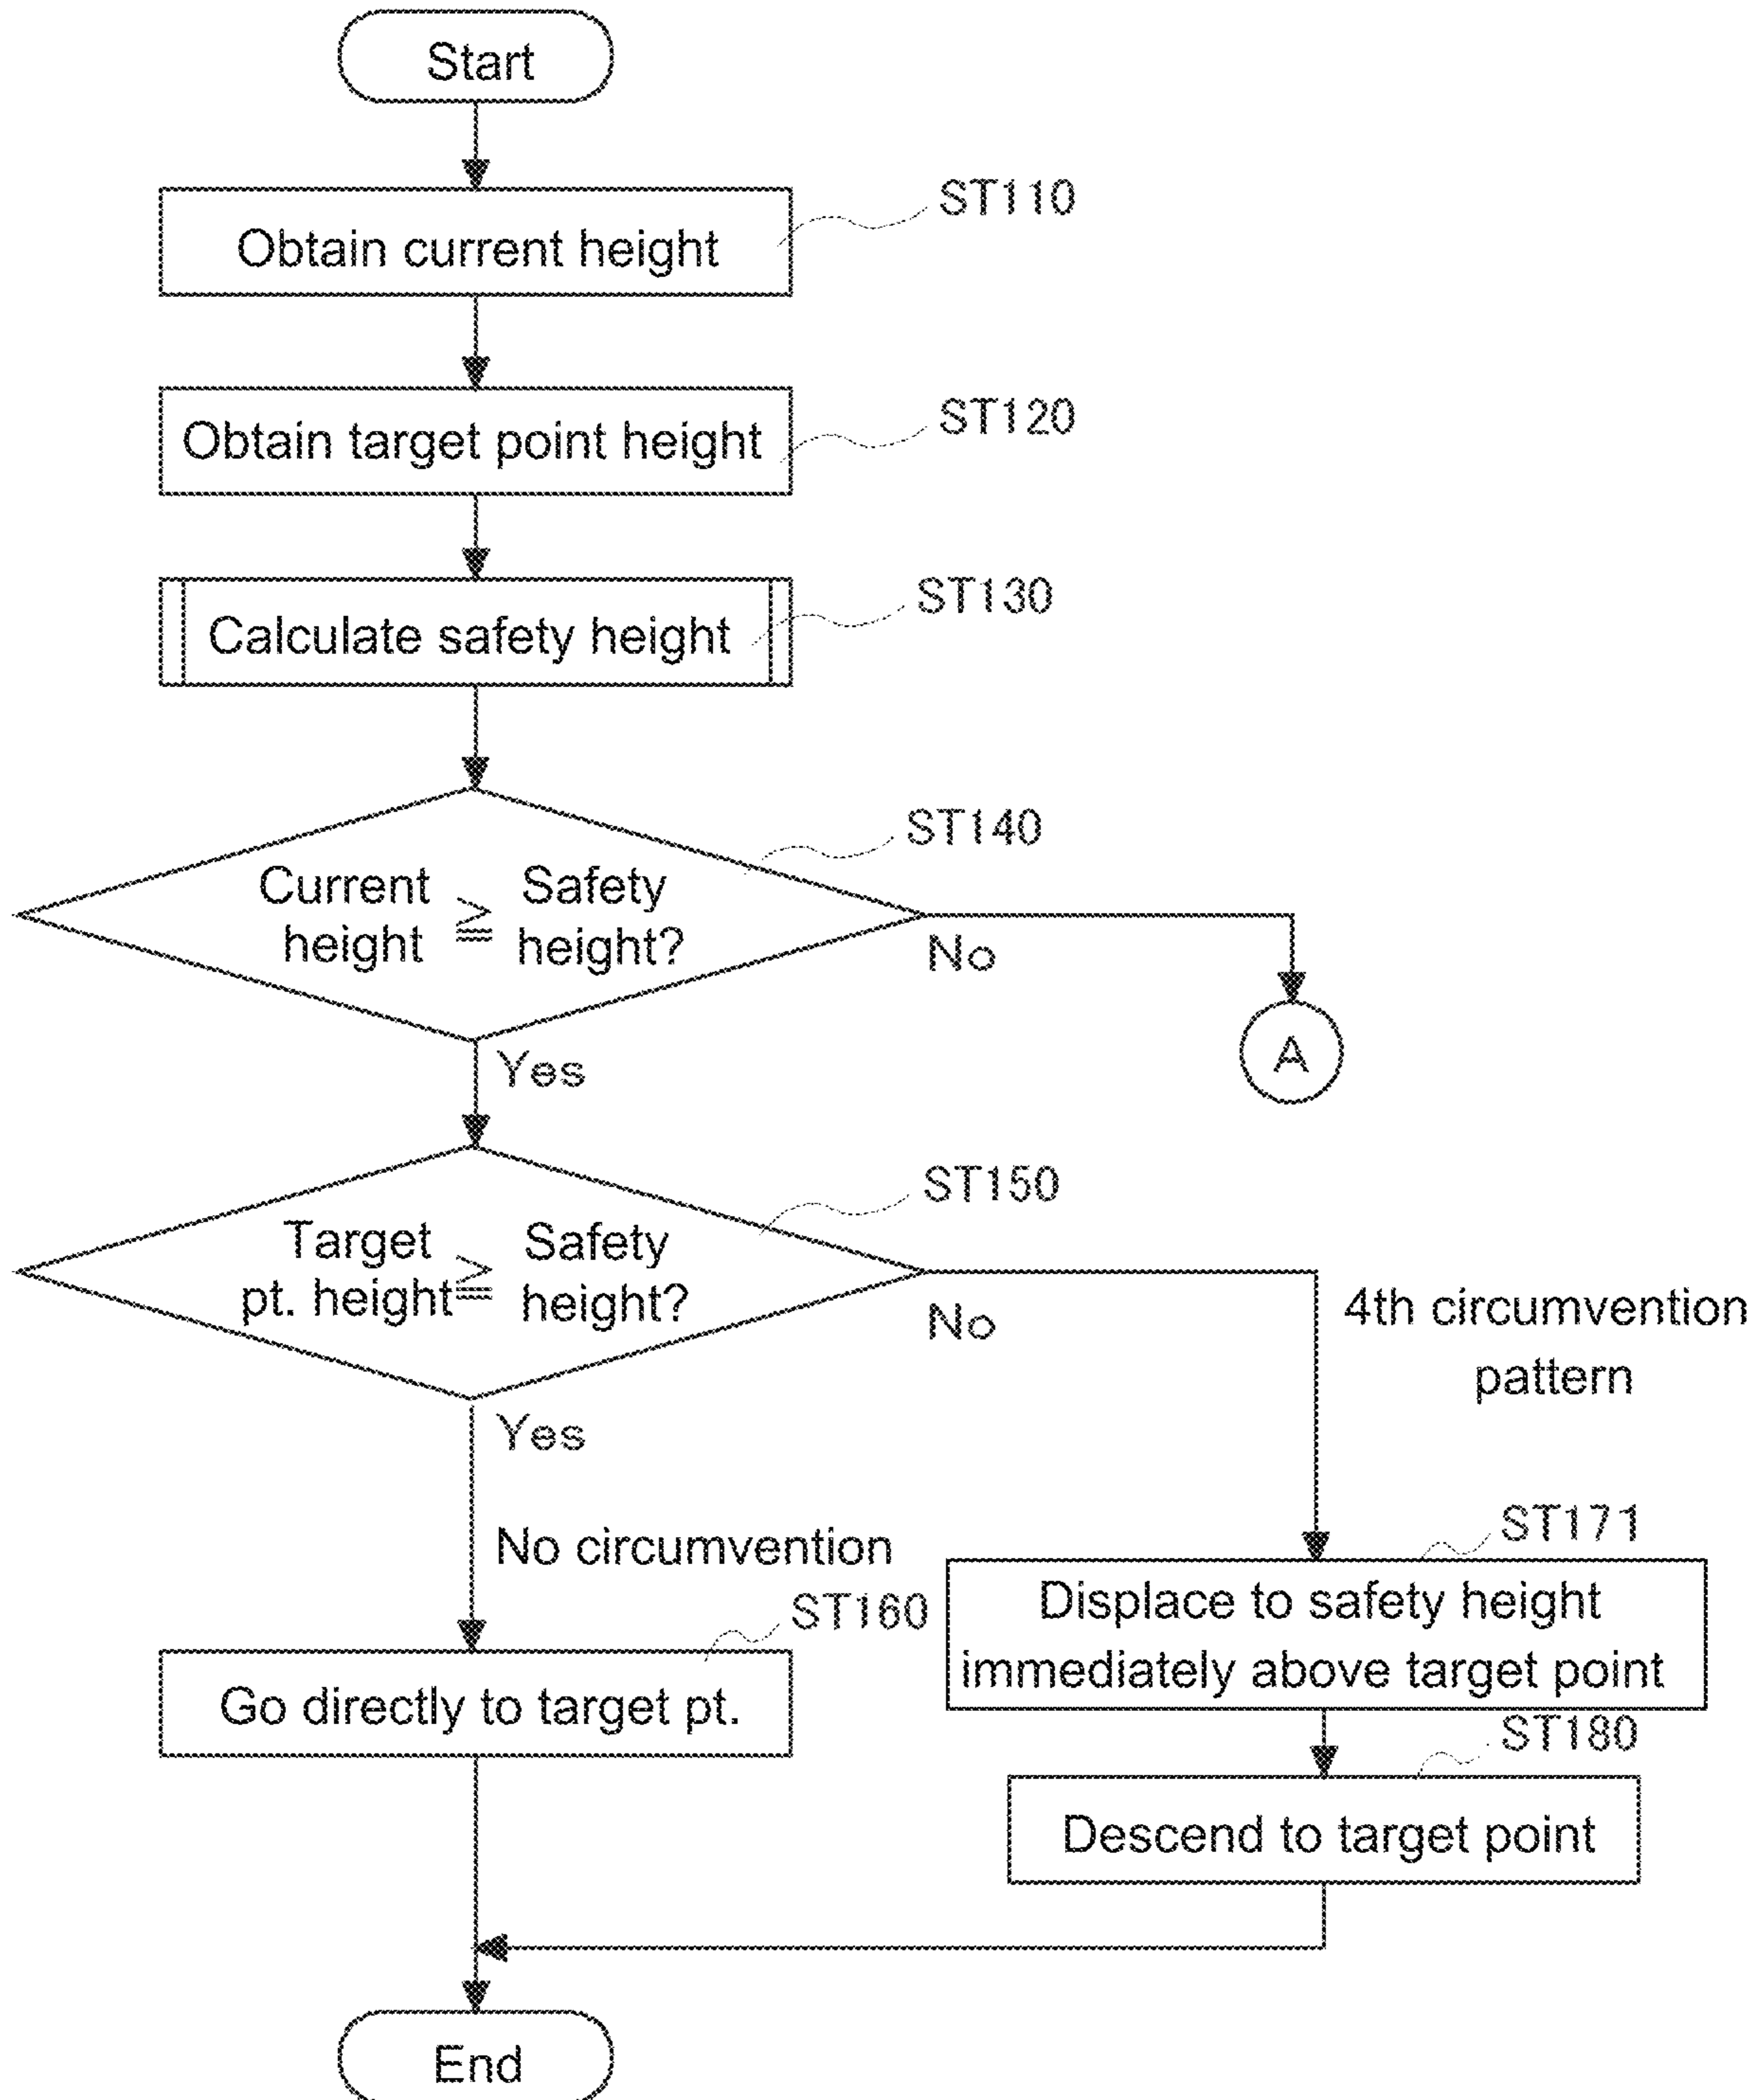 Start
ST110
Obtain current height
ST120
Obtain target point height
ST130
Calculate safety height
ST140
Current height ≧ Safety height?
No
A
Yes
ST150
Target pt. height ≧ Safety height?
No
4th circumvention
pattern
Yes
No circumvention
ST160
Go directly to target pt.
ST171
Displace to safety height
immediately above target point
ST180
Descend to target point
End